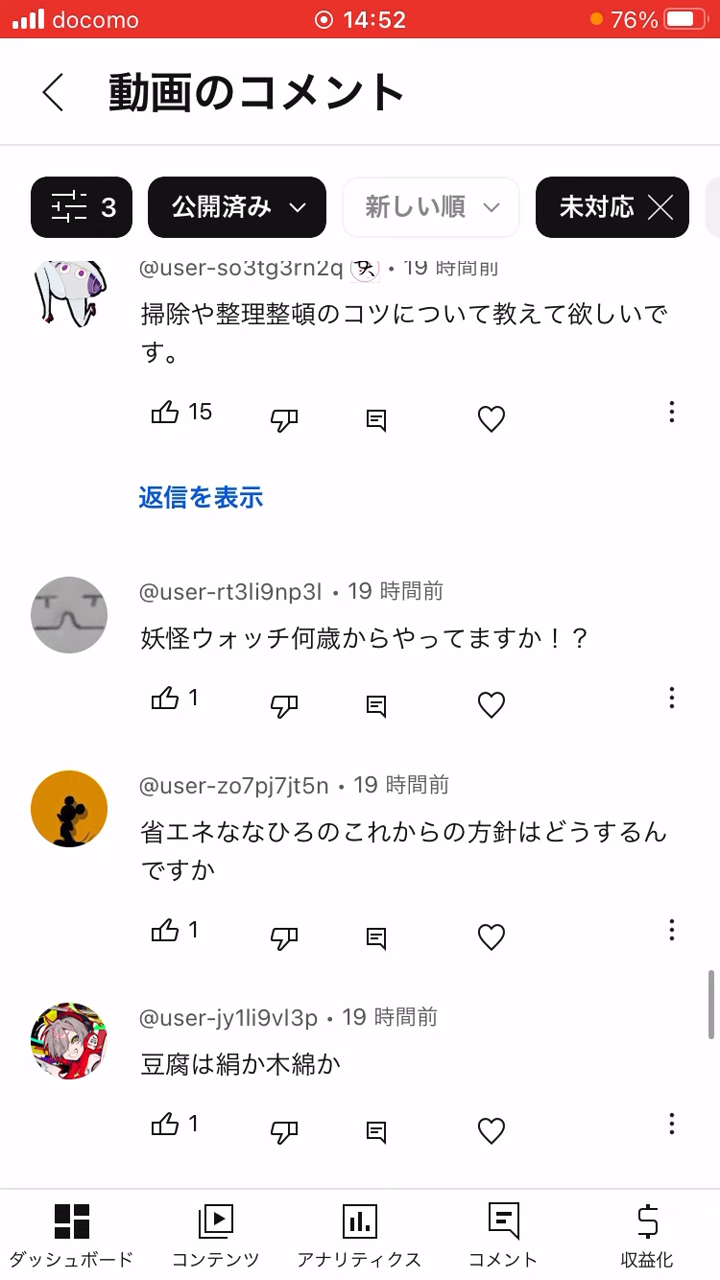 docomo 14:52 76%
動画のコメント
3 公開済み 新しい順 未対応
@user-so3tg3rn2q • 19 時間前
掃除や整理整頓のコツについて教えて欲しいで
す。
15
返信を表示
@user-rt3li9np3l • 19 時間前
妖怪ウォッチ何歳からやってますか！？
1
@user-zo7pj7jt5n • 19 時間前
省エネななひろのこれからの方針はどうするん
ですか
1
@user-jy1li9vl3p • 19 時間前
豆腐は絹か木綿か
1
ダッシュボード コンテンツ アナリティクス コメント 収益化